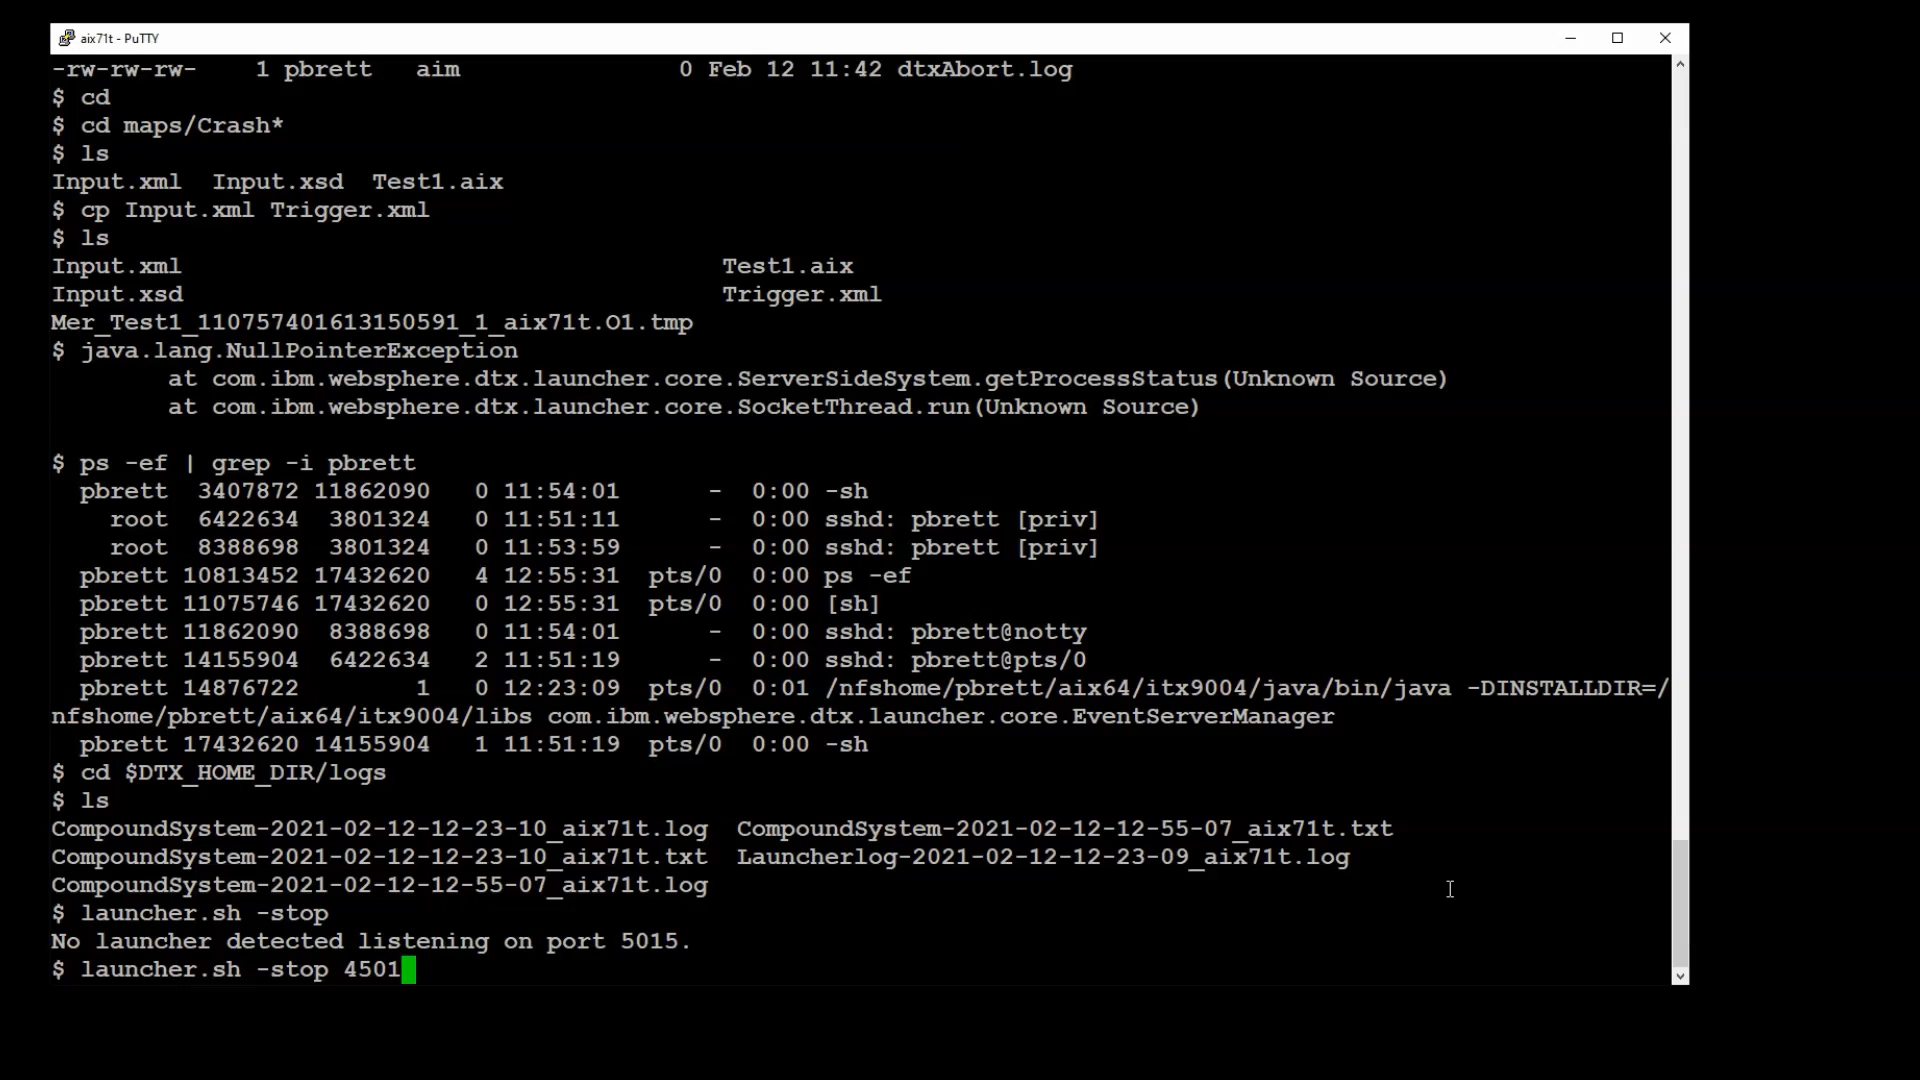 aix71t - PuTTY
-rw-rw-rw-    1 pbrett   aim               0 Feb 12 11:42 dtxAbort.log
$ cd
$ cd maps/Crash*
$ ls
Input.xml  Input.xsd  Test1.aix
$ cp Input.xml Trigger.xml
$ ls
Input.xml                                     Test1.aix
Input.xsd                                     Trigger.xml
Mer_Test1_110757401613150591_1_aix71t.O1.tmp
$ java.lang.NullPointerException
        at com.ibm.websphere.dtx.launcher.core.ServerSideSystem.getProcessStatus(Unknown Source)
        at com.ibm.websphere.dtx.launcher.core.SocketThread.run(Unknown Source)
$ ps -ef | grep -i pbrett
  pbrett  3407872 11862090   0 11:54:01      -  0:00 -sh
    root  6422634  3801324   0 11:51:11      -  0:00 sshd: pbrett [priv]
    root  8388698  3801324   0 11:53:59      -  0:00 sshd: pbrett [priv]
  pbrett 10813452 17432620   4 12:55:31  pts/0  0:00 ps -ef
  pbrett 11075746 17432620   0 12:55:31  pts/0  0:00 [sh]
  pbrett 11862090  8388698   0 11:54:01      -  0:00 sshd: pbrett@notty
  pbrett 14155904  6422634   2 11:51:19      -  0:00 sshd: pbrett@pts/0
  pbrett 14876722        1   0 12:23:09  pts/0  0:01 /nfshome/pbrett/aix64/itx9004/java/bin/java -DINSTALLDIR=/
nfshome/pbrett/aix64/itx9004/libs com.ibm.websphere.dtx.launcher.core.EventServerManager
  pbrett 17432620 14155904   1 11:51:19  pts/0  0:00 -sh
$ cd $DTX_HOME_DIR/logs
$ ls
CompoundSystem-2021-02-12-12-23-10_aix71t.log  CompoundSystem-2021-02-12-12-55-07_aix71t.txt
CompoundSystem-2021-02-12-12-23-10_aix71t.txt  Launcherlog-2021-02-12-12-23-09_aix71t.log
CompoundSystem-2021-02-12-12-55-07_aix71t.log
$ launcher.sh -stop
No launcher detected listening on port 5015.
$ launcher.sh -stop 4501